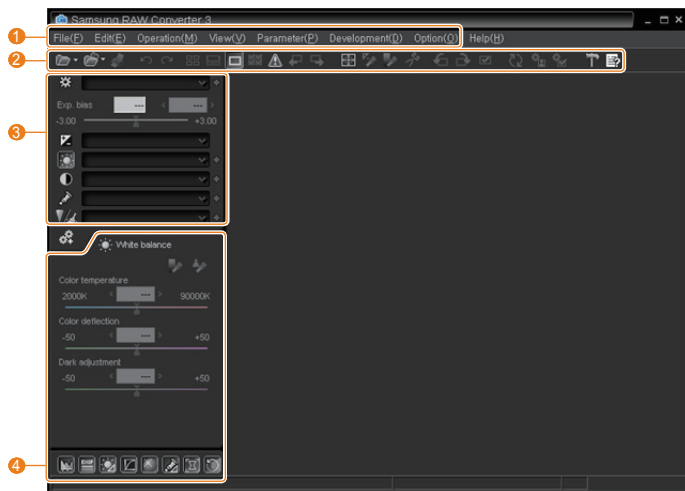 Samsung RAW Converter 3
1 File(F) Edit(E) Operation(M) View(V) Parameter(P) Development(D) Option(O) Help(H)
2
3
Exp. bias --- ---
-3.00 +3.00
White balance
Color temperature
2000K --- 90000K
Color deflection
-50 --- +50
Dark adjustment
-50 --- +50
4